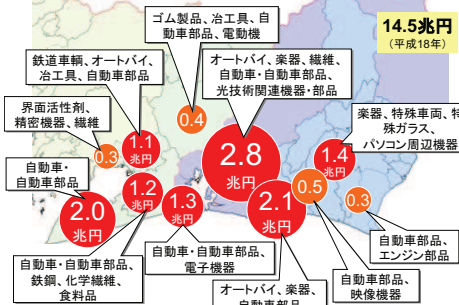 ゴム製品、冶工具、自
動車部品、電動機
14.5兆円
（平成18年）
鉄道車輌、オートバイ、
冶工具、自動車部品
オートバイ、楽器、繊維、
自動車・自動車部品、
光技術関連機器・部品
界面活性剤、
精密機器、繊維
楽器、特殊車両、特
殊ガラス、
パソコン周辺機器
自動車・
自動車部品
0.4
1.1
兆円
0.3
2.8
兆円
1.4
兆円
2.0
兆円
1.2
兆円
1.3
兆円
2.1
兆円
0.5
0.3
自動車・自動車部品、
鉄鋼、化学繊維、
食料品
自動車・自動車部品、
電子機器
オートバイ、楽器、
自動車部品
自動車部品、
映像機器
自動車部品、
エンジン部品